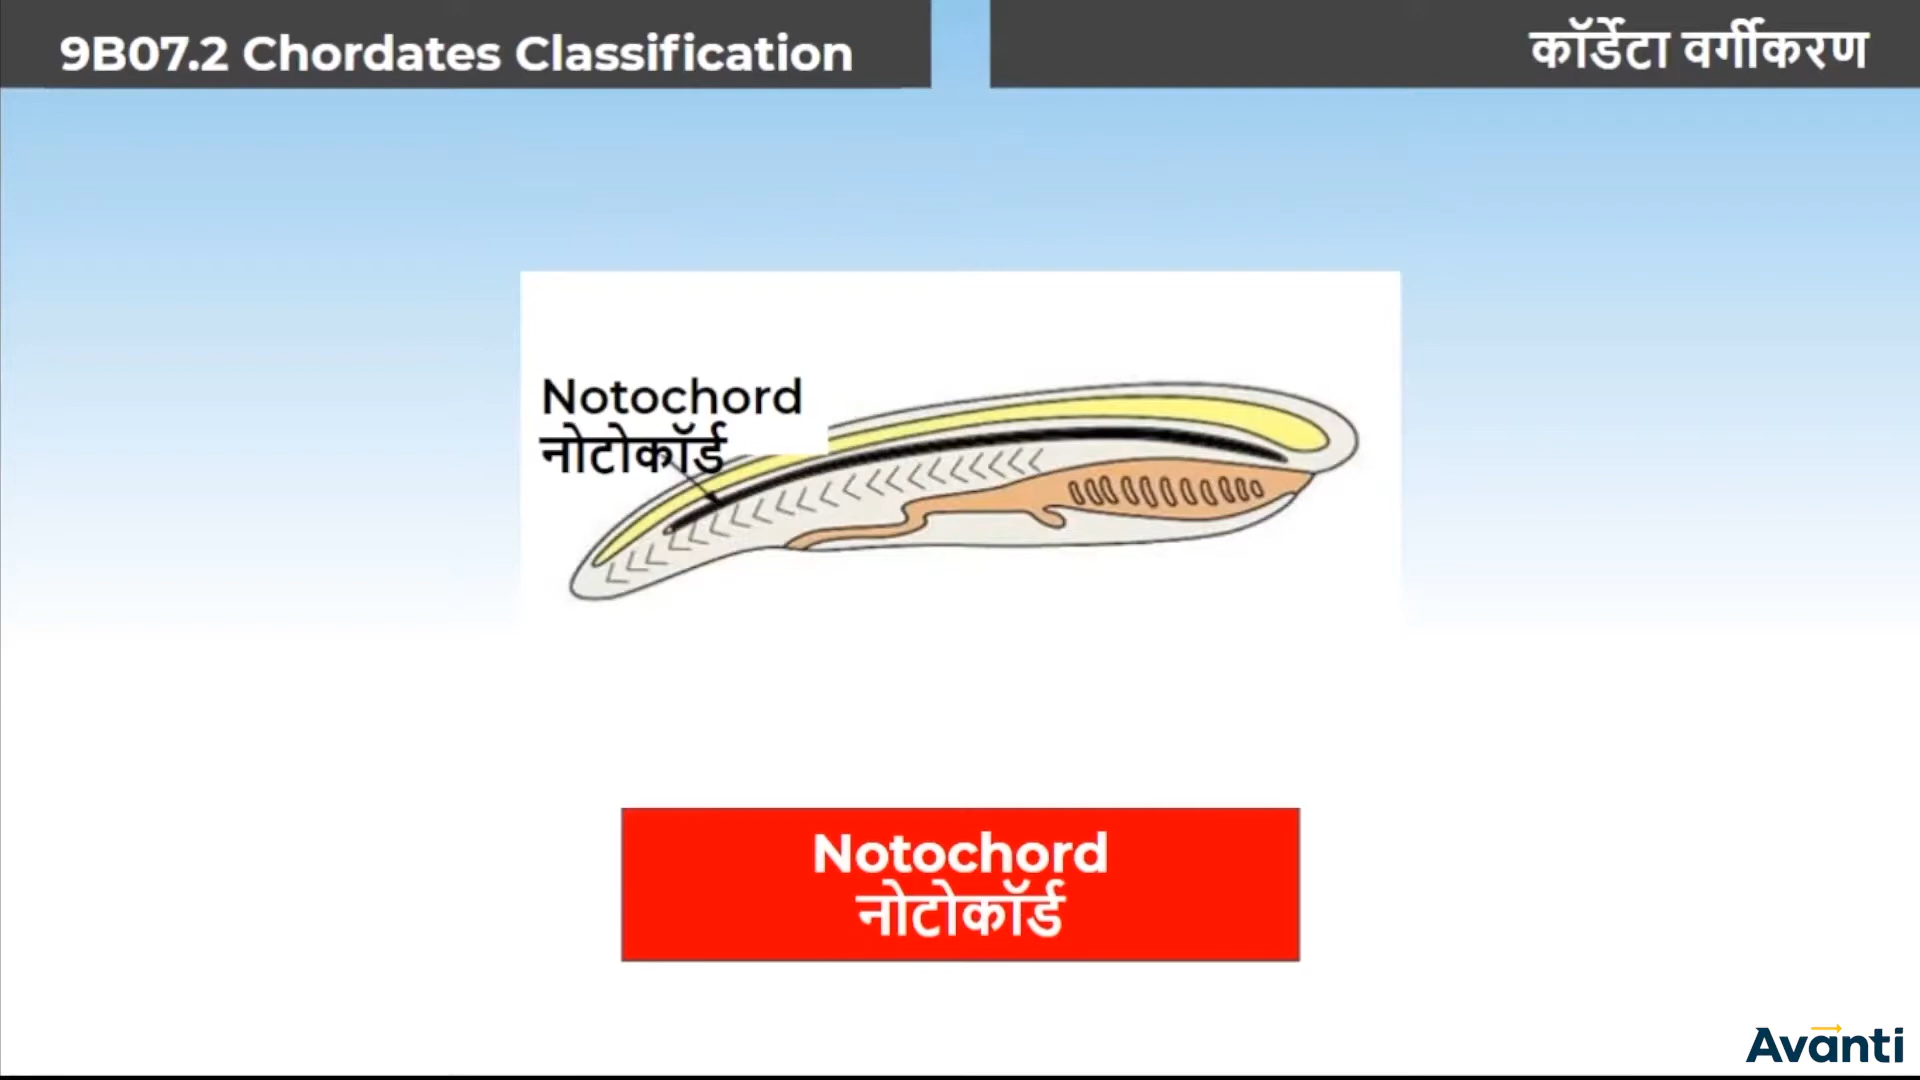 9B07.2 Chordates Classification
कॉर्डेटा वर्गीकरण
Notochord
नोटोकॉर्ड
Notochord
नोटोकॉर्ड
Avanti